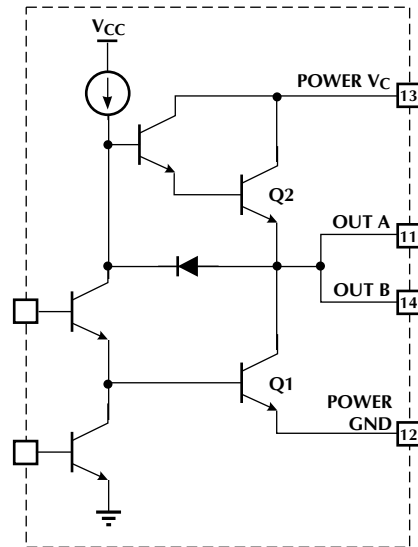 VCC
POWER VC
13
Q2
OUT A
11
OUT B
14
Q1
POWER
GND
12